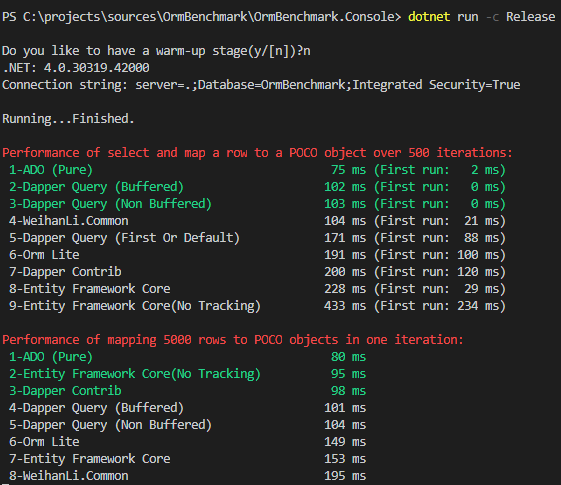 PS C:\projects\sources\OrmBenchmark\OrmBenchmark.Console> dotnet run -c Release
Do you like to have a warm-up stage(y/[n])?n
.NET: 4.0.30319.42000
Connection string: server=.;Database=OrmBenchmark;Integrated Security=True
Running...Finished.
Performance of select and map a row to a POCO object over 500 iterations:
1-ADO (Pure) 75 ms (First run: 2 ms)
2-Dapper Query (Buffered) 102 ms (First run: 0 ms)
3-Dapper Query (Non Buffered) 103 ms (First run: 0 ms)
4-WeihanLi.Common 104 ms (First run: 21 ms)
5-Dapper Query (First Or Default) 171 ms (First run: 88 ms)
6-Orm Lite 191 ms (First run: 100 ms)
7-Dapper Contrib 200 ms (First run: 120 ms)
8-Entity Framework Core 228 ms (First run: 29 ms)
9-Entity Framework Core(No Tracking) 433 ms (First run: 234 ms)
Performance of mapping 5000 rows to POCO objects in one iteration:
1-ADO (Pure) 80 ms
2-Entity Framework Core(No Tracking) 95 ms
3-Dapper Contrib 98 ms
4-Dapper Query (Buffered) 101 ms
5-Dapper Query (Non Buffered) 104 ms
6-Orm Lite 149 ms
7-Entity Framework Core 153 ms
8-WeihanLi.Common 195 ms